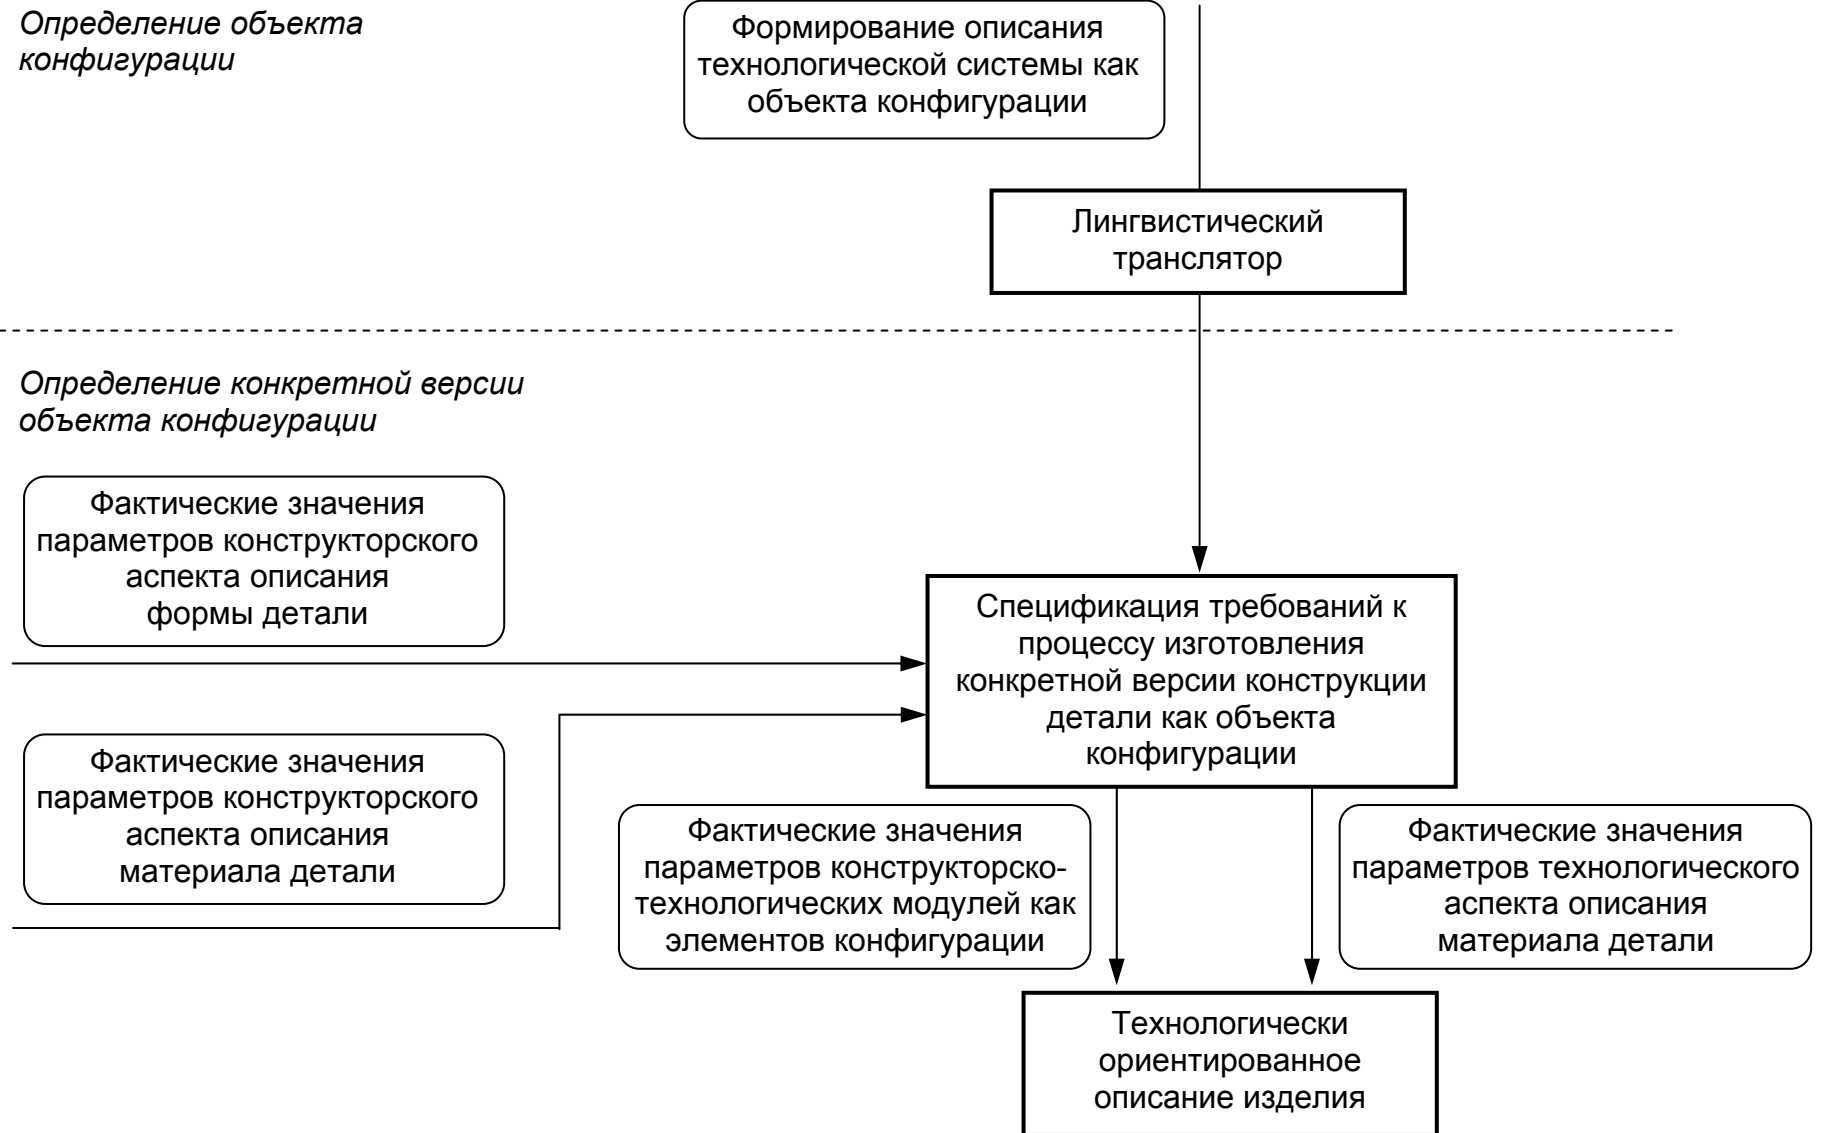 Определение объекта
конфигурации
Формирование описания
технологической системы как
объекта конфигурации
Лингвистический
транслятор
Определение конкретной версии
объекта конфигурации
Фактические значения
параметров конструкторского
аспекта описания
формы детали
Спецификация требований к
процессу изготовления
конкретной версии конструкции
детали как объекта
конфигурации
Фактические значения
параметров конструкторского
аспекта описания
материала детали
Фактические значения
параметров конструкторско-
технологических модулей как
элементов конфигурации
Фактические значения
параметров технологического
аспекта описания
материала детали
Технологически
ориентированное
описание изделия